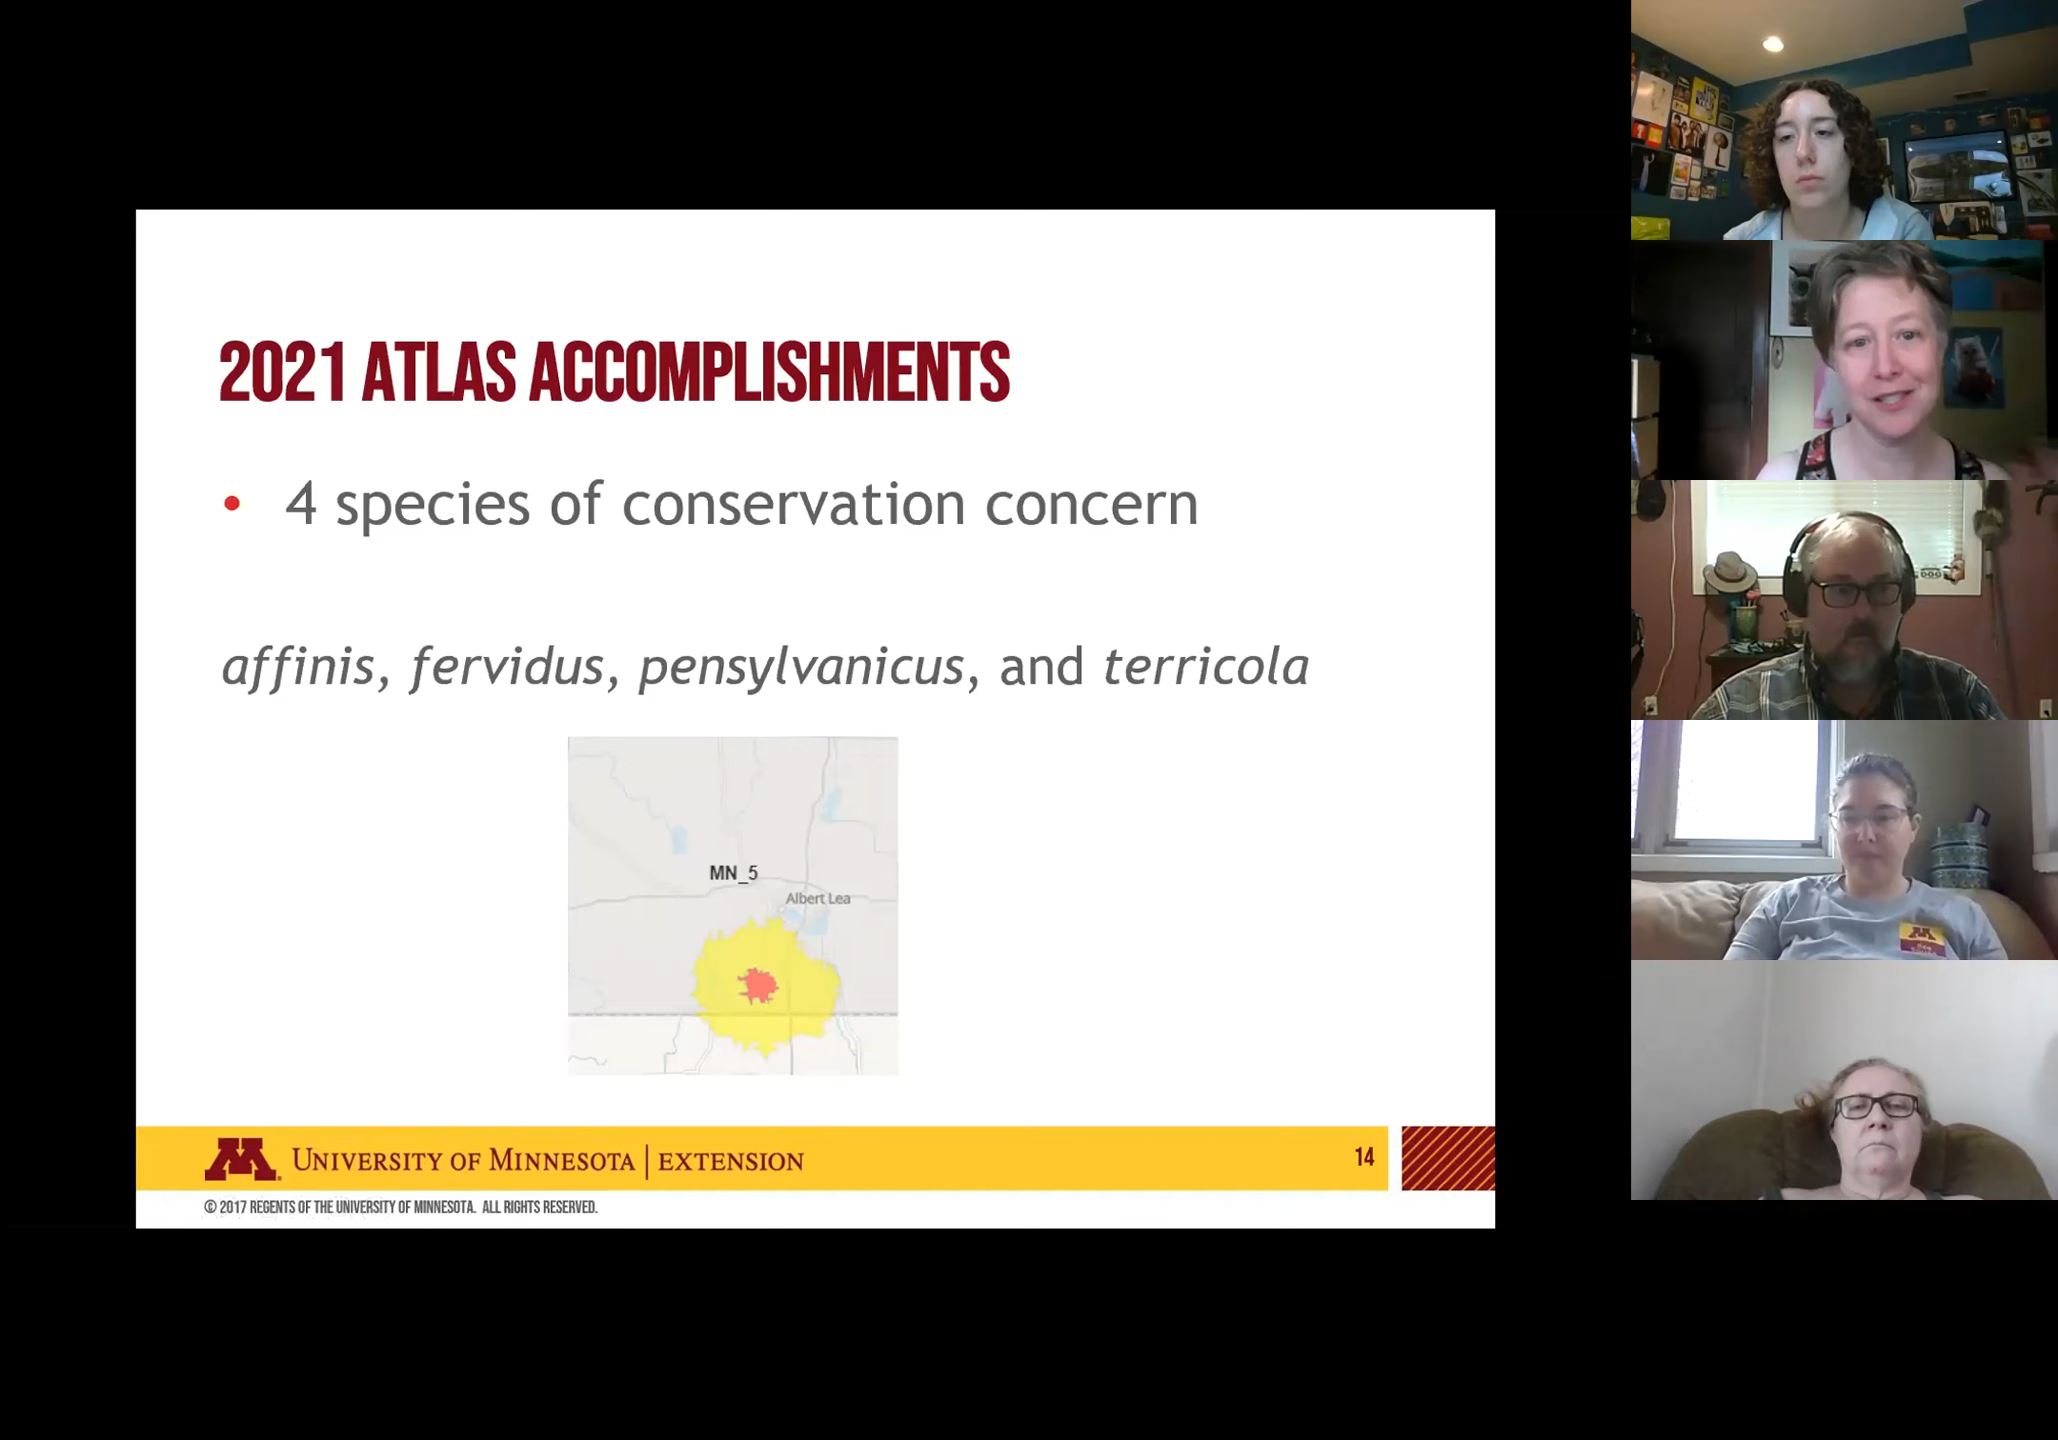 2021 ATLAS ACCOMPLISHMENTS
• 4 species of conservation concern
affinis, fervidus, pensylvanicus, and terricola
MN_5
Albert Lea
M UNIVERSITY OF MINNESOTA | EXTENSION
14
© 2017 REGENTS OF THE UNIVERSITY OF MINNESOTA. ALL RIGHTS RESERVED.